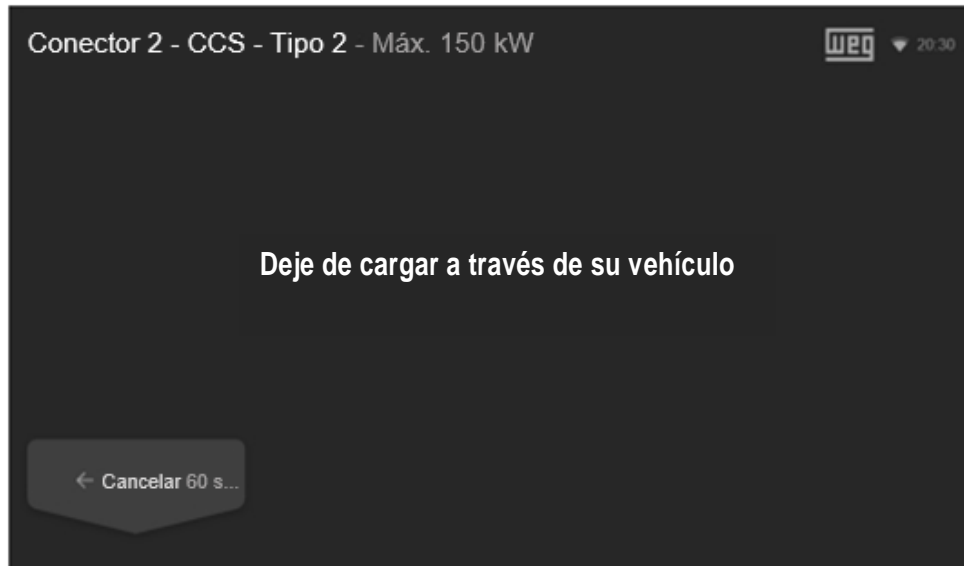 Conector 2 - CCS - Tipo 2 - Máx. 150 kW
weg 20:30
Deje de cargar a través de su vehículo
← Cancelar 60 s...